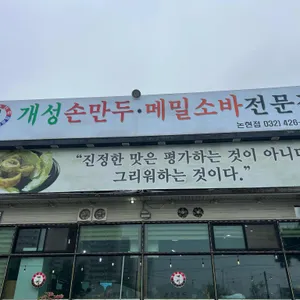 개성손만두·메밀소바전문
논현점 032) 426-
“진정한 맛은 평가하는 것이 아니
그리워하는 것이다.”